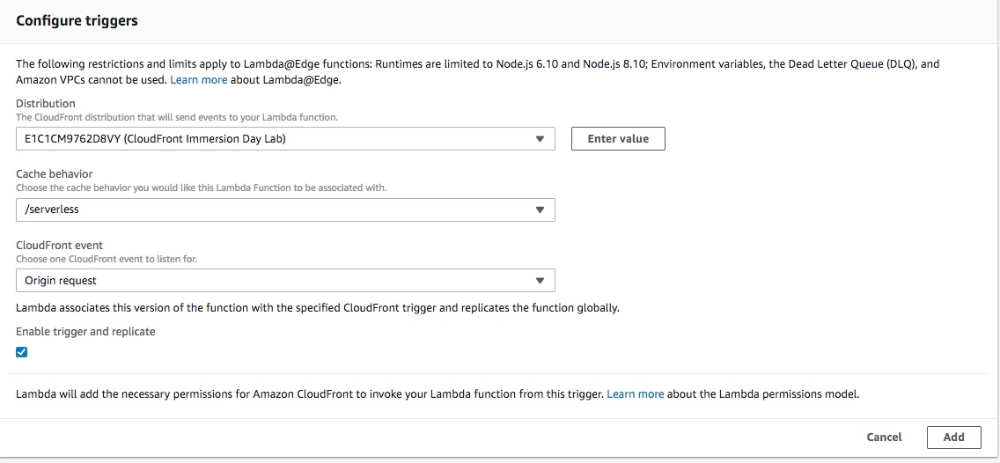 Configure triggers
The following restrictions and limits apply to Lambda@Edge functions: Runtimes are limited to Node.js 6.10 and Node.js 8.10; Environment variables, the Dead Letter Queue (DLQ), and
Amazon VPCs cannot be used. Learn more about Lambda@Edge.
Distribution
The CloudFront distribution that will send events to your Lambda function.
E1C1CM9762D8VY (CloudFront Immersion Day Lab)
Enter value
Cache behavior
Choose the cache behavior you would like this Lambda Function to be associated with.
/serverless
CloudFront event
Choose one CloudFront event to listen for.
Origin request
Lambda associates this version of the function with the specified CloudFront trigger and replicates the function globally.
Enable trigger and replicate
Lambda will add the necessary permissions for Amazon CloudFront to invoke your Lambda function from this trigger. Learn more about the Lambda permissions model.
Cancel
Add